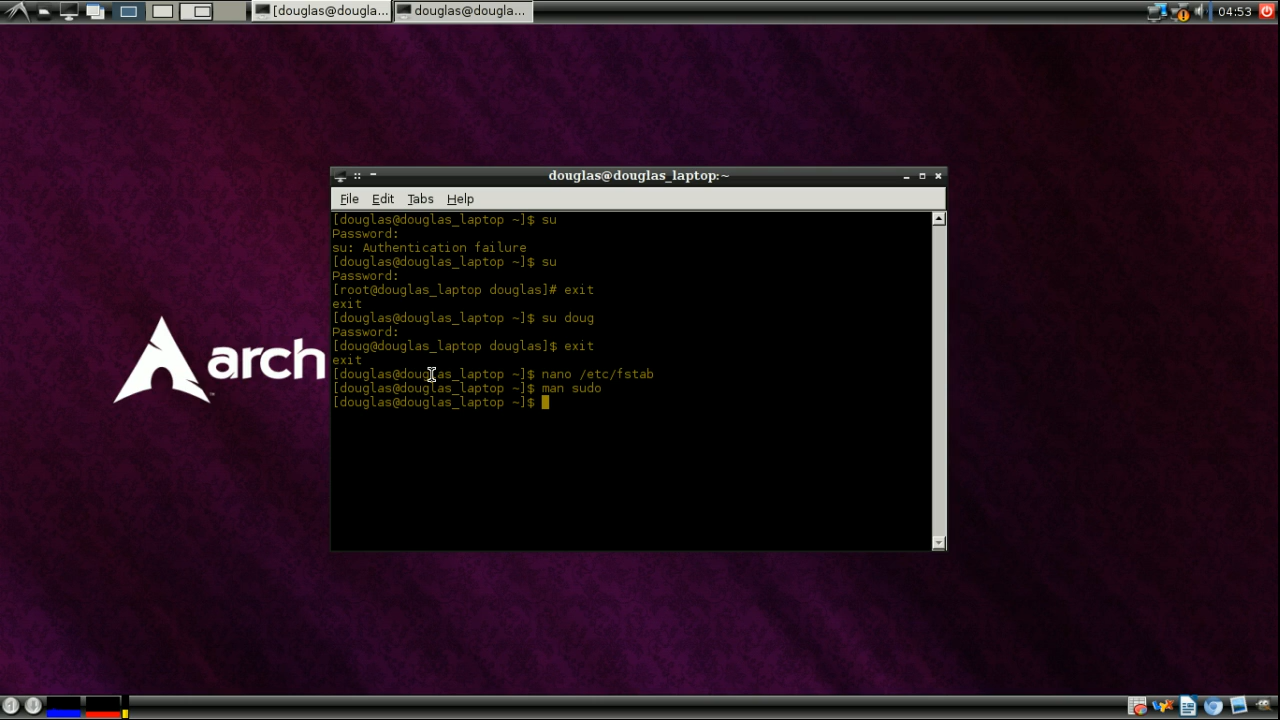 [douglas@dougla...
douglas@dougla...
04:53
douglas@douglas_laptop:~
File Edit Tabs Help
[douglas@douglas_laptop ~]$ su
Password:
su: Authentication failure
[douglas@douglas_laptop ~]$ su
Password:
[root@douglas_laptop douglas]# exit
exit
[douglas@douglas_laptop ~]$ su doug
Password:
[doug@douglas_laptop douglas]$ exit
exit
[douglas@douglas_laptop ~]$ nano /etc/fstab
[douglas@douglas_laptop ~]$ man sudo
[douglas@douglas_laptop ~]$
arch